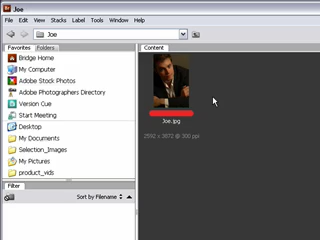 Br Joe
File Edit View Stacks Label Tools Window Help
Joe
Favorites Folders
Bridge Home
My Computer
Adobe Stock Photos
Adobe Photographers Directory
Version Cue
Start Meeting
Desktop
My Documents
Selection_Images
My Pictures
product_vids
Filter
Sort by Filename
Content
Joe.jpg
2592 x 3872 @ 300 ppi